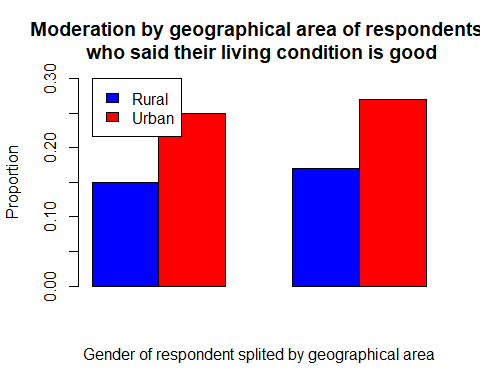 Moderation by geographical area of respondents
who said their living condition is good
0.30
0.20
0.10
0.00
Proportion
Rural
Urban
Gender of respondent splited by geographical area